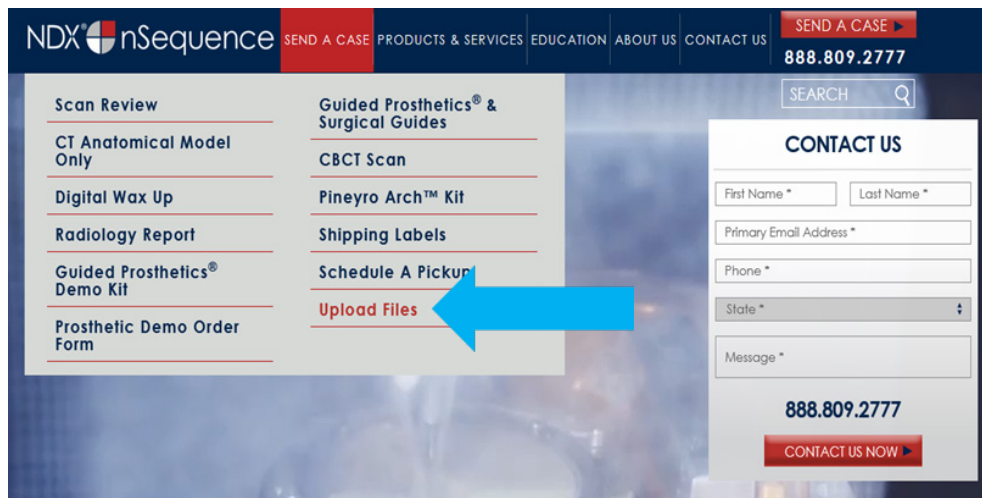 NDX nSequence
SEND A CASE PRODUCTS & SERVICES EDUCATION ABOUT US CONTACT US
SEND A CASE
888.809.2777
SEARCH
Scan Review
CT Anatomical Model
Only
Digital Wax Up
Radiology Report
Guided Prosthetics®
Demo Kit
Prosthetic Demo Order
Form
Guided Prosthetics® &
Surgical Guides
CBCT Scan
Pineyro Arch™ Kit
Shipping Labels
Schedule A Pickup
Upload Files
CONTACT US
First Name * Last Name *
Primary Email Address *
Phone *
State *
Message *
888.809.2777
CONTACT US NOW